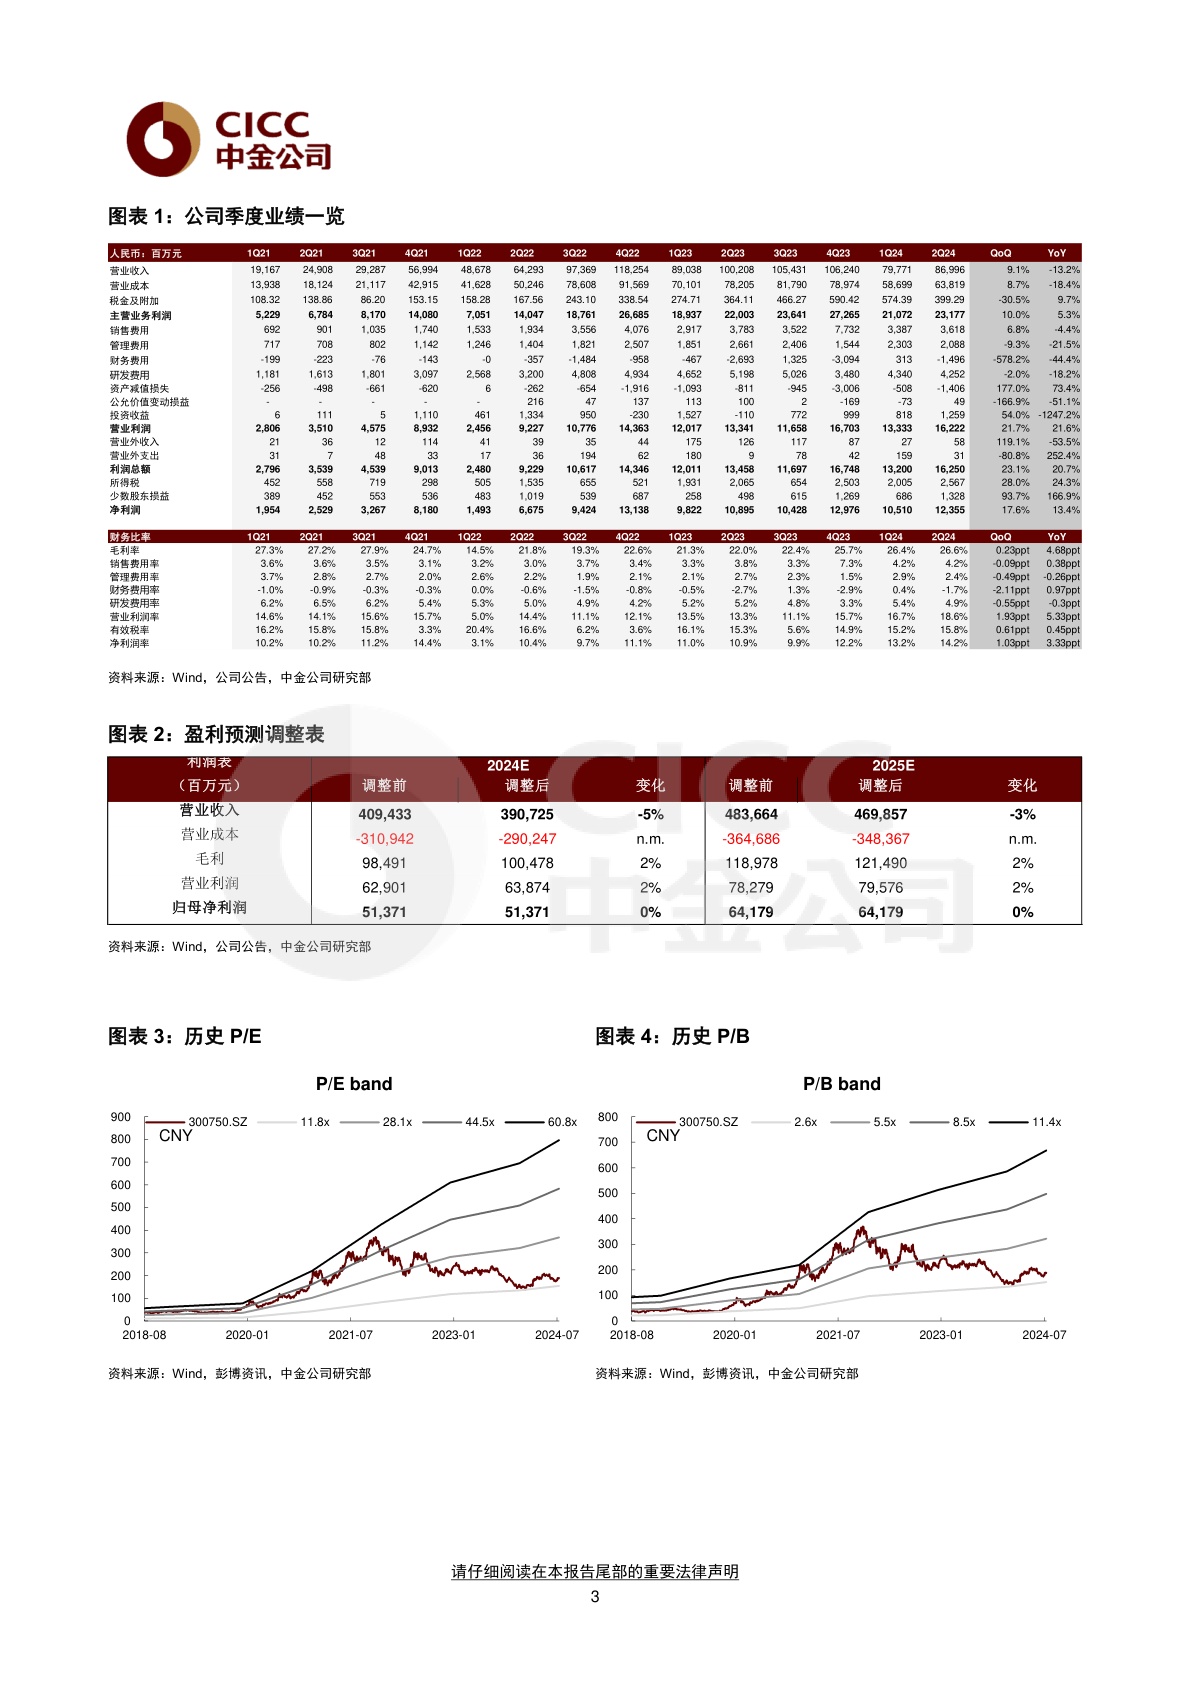 CICC
中金公司
图表 1：公司季度业绩一览
人民币：百万元 1Q21 2Q21 3Q21 4Q21 1Q22 2Q22 3Q22 4Q22 1Q23 2Q23 3Q23 4Q23 1Q24 2Q24 QoQ YoY
营业收入 19,167 24,908 29,287 56,994 48,678 64,293 97,369 118,254 89,038 100,208 105,431 106,240 79,771 86,996 9.1% -13.2%
营业成本 13,938 18,124 21,117 42,915 41,628 50,246 78,608 91,569 70,101 78,205 81,790 78,974 58,699 63,819 8.7% -18.4%
税金及附加 108.32 138.86 86.20 153.15 158.28 167.56 243.10 338.54 274.71 364.11 466.27 590.42 574.39 399.29 -30.5% 9.7%
主营业务利润 5,229 6,784 8,170 14,080 7,051 14,047 18,761 26,685 18,937 22,003 23,641 27,265 21,072 23,177 10.0% 5.3%
销售费用 692 901 1,035 1,740 1,533 1,934 3,556 4,076 2,917 3,783 3,522 7,732 3,387 3,618 6.8% -4.4%
管理费用 717 708 802 1,142 1,246 1,404 1,821 2,507 1,851 2,661 2,406 1,544 2,303 2,088 -9.3% -21.5%
财务费用 -199 -223 -76 -143 -0 -357 -1,484 -958 -467 -2,693 1,325 -3,094 313 -1,496 -578.2% -44.4%
研发费用 1,181 1,613 1,801 3,097 2,568 3,200 4,808 4,934 4,652 5,198 5,026 3,480 4,340 4,252 -2.0% -18.2%
资产减值损失 -256 -498 -661 -620 6 -262 -654 -1,916 -1,093 -811 -945 -3,006 -508 -1,406 177.0% 73.4%
公允价值变动损益 - - - - - 216 47 137 113 100 2 -169 -73 49 -166.9% -51.1%
投资收益 6 111 5 1,110 461 1,334 950 -230 1,527 -110 772 999 818 1,259 54.0% -1247.2%
营业利润 2,806 3,510 4,575 8,932 2,456 9,227 10,776 14,363 12,017 13,341 11,658 16,703 13,333 16,222 21.7% 21.6%
营业外收入 21 36 12 114 41 39 35 44 175 126 117 87 27 58 119.1% -53.5%
营业外支出 31 7 48 33 17 36 194 62 180 9 78 42 159 31 -80.8% 252.4%
利润总额 2,796 3,539 4,539 9,013 2,480 9,229 10,617 14,346 12,011 13,458 11,697 16,748 13,200 16,250 23.1% 20.7%
所得税 452 558 719 298 505 1,535 655 521 1,931 2,065 654 2,503 2,005 2,567 28.0% 24.3%
少数股东损益 389 452 553 536 483 1,019 539 687 258 498 615 1,269 686 1,328 93.7% 166.9%
净利润 1,954 2,529 3,267 8,180 1,493 6,675 9,424 13,138 9,822 10,895 10,428 12,976 10,510 12,355 17.6% 13.4%
财务比率 1Q21 2Q21 3Q21 4Q21 1Q22 2Q22 3Q22 4Q22 1Q23 2Q23 3Q23 4Q23 1Q24 2Q24 QoQ YoY
毛利率 27.3% 27.2% 27.9% 24.7% 14.5% 21.8% 19.3% 22.6% 21.3% 22.0% 22.4% 25.7% 26.4% 26.6% 0.23ppt 4.68ppt
销售费用率 3.6% 3.6% 3.5% 3.1% 3.2% 3.0% 3.7% 3.4% 3.3% 3.8% 3.3% 7.3% 4.2% 4.2% -0.09ppt 0.38ppt
管理费用率 3.7% 2.8% 2.7% 2.0% 2.6% 2.2% 1.9% 2.1% 2.1% 2.7% 2.3% 1.5% 2.9% 2.4% -0.49ppt -0.26ppt
财务费用率 -1.0% -0.9% -0.3% -0.3% 0.0% -0.6% -1.5% -0.8% -0.5% -2.7% 1.3% -2.9% 0.4% -1.7% -2.11ppt 0.97ppt
研发费用率 6.2% 6.5% 6.2% 5.4% 5.3% 5.0% 4.9% 4.2% 5.2% 5.2% 4.8% 3.3% 5.4% 4.9% -0.55ppt -0.3ppt
营业利润率 14.6% 14.1% 15.6% 15.7% 5.0% 14.4% 11.1% 12.1% 13.5% 13.3% 11.1% 15.7% 16.7% 18.6% 1.93ppt 5.33ppt
有效税率 16.2% 15.8% 15.8% 3.3% 20.4% 16.6% 6.2% 3.6% 16.1% 15.3% 5.6% 14.9% 15.2% 15.8% 0.61ppt 0.45ppt
净利润率 10.2% 10.2% 11.2% 14.4% 3.1% 10.4% 9.7% 11.1% 11.0% 10.9% 9.9% 12.2% 13.2% 14.2% 1.03ppt 3.33ppt
资料来源：Wind，公司公告，中金公司研究部
图表 2：盈利预测调整表
利润表 2024E 2025E
（百万元） 调整前 调整后 变化 调整前 调整后 变化
营业收入 409,433 390,725 -5% 483,664 469,857 -3%
营业成本 -310,942 -290,247 n.m. -364,686 -348,367 n.m.
毛利 98,491 100,478 2% 118,978 121,490 2%
营业利润 62,901 63,874 2% 78,279 79,576 2%
归母净利润 51,371 51,371 0% 64,179 64,179 0%
CICC
中金公司
资料来源：Wind，公司公告，中金公司研究部
图表 3：历史 P/E
P/E band
300750.SZ 11.8x 28.1x 44.5x 60.8x
CNY
900
800
700
600
500
400
300
200
100
0
2018-08 2020-01 2021-07 2023-01 2024-07
资料来源：Wind，彭博资讯，中金公司研究部
图表 4：历史 P/B
P/B band
300750.SZ 2.6x 5.5x 8.5x 11.4x
CNY
800
700
600
500
400
300
200
100
0
2018-08 2020-01 2021-07 2023-01 2024-07
资料来源：Wind，彭博资讯，中金公司研究部
请仔细阅读在本报告尾部的重要法律声明
3